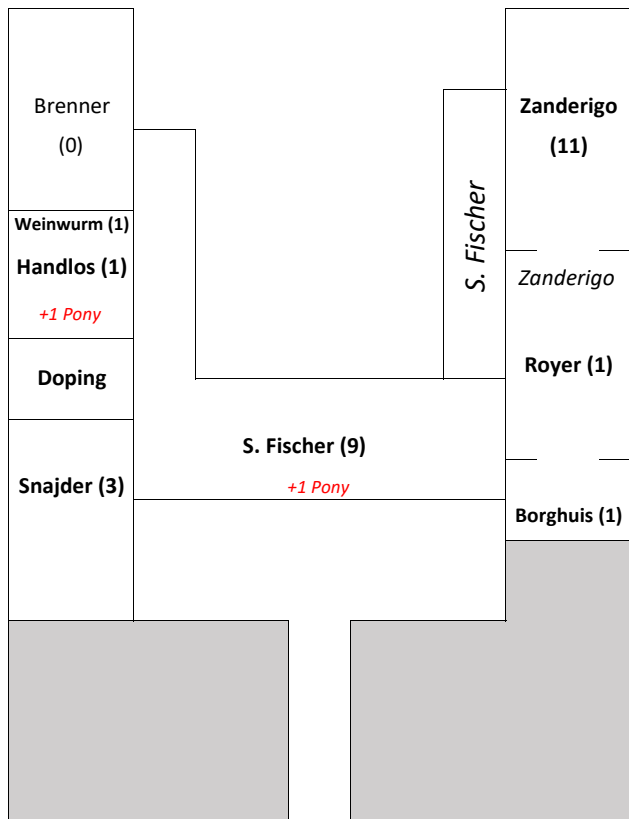 Brenner
(0)
Weinwurm (1)
Handlos (1)
+1 Pony
Doping
Snajder (3)
S. Fischer (9)
+1 Pony
S. Fischer
Zanderigo
(11)
Zanderigo
Royer (1)
Borghuis (1)